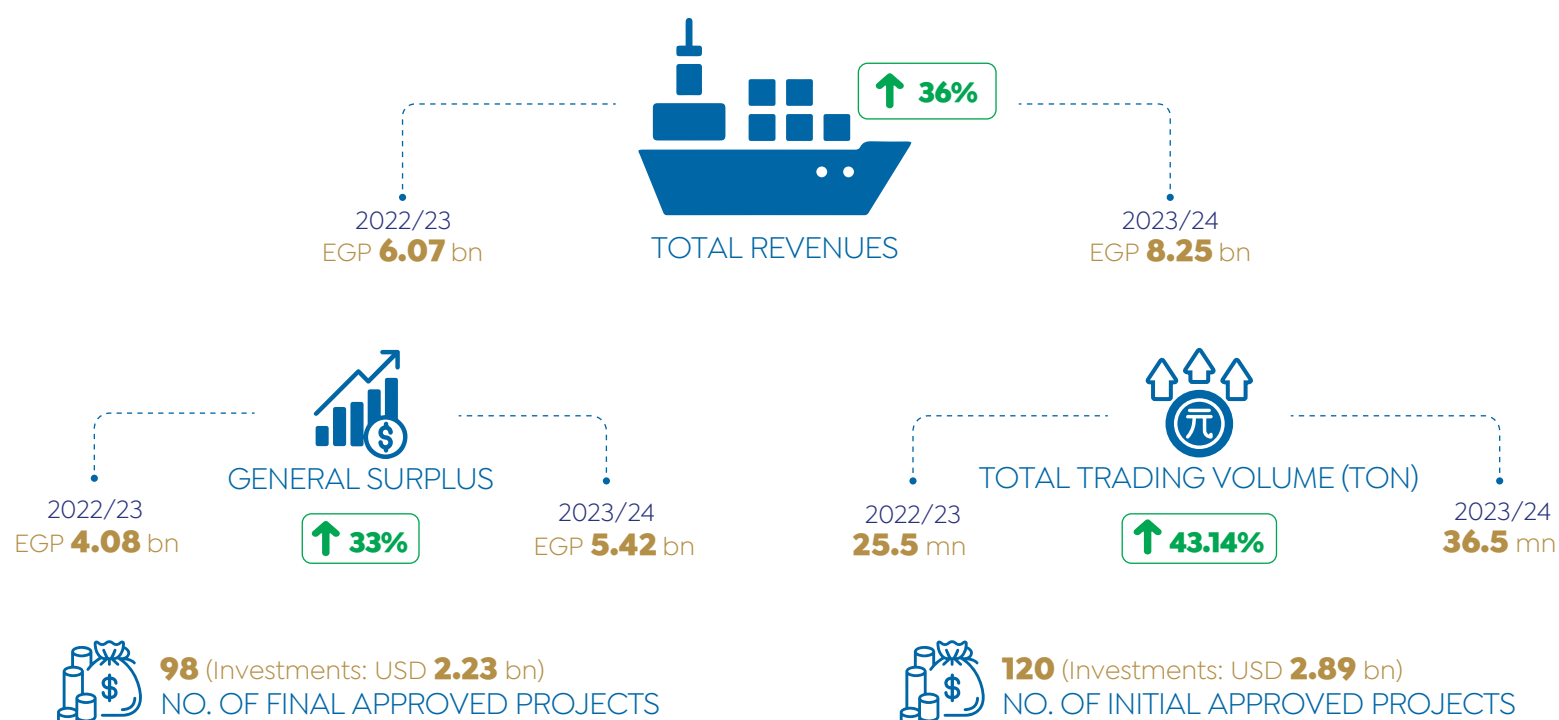 36%
2022/23
EGP 6.07 bn
TOTAL REVENUES
2023/24
EGP 8.25 bn
GENERAL SURPLUS
2022/23
EGP 4.08 bn
33%
2023/24
EGP 5.42 bn
元
TOTAL TRADING VOLUME (TON)
2022/23
25.5 mn
43.14%
2023/24
36.5 mn
98 (Investments: USD 2.23 bn)
NO. OF FINAL APPROVED PROJECTS
120 (Investments: USD 2.89 bn)
NO. OF INITIAL APPROVED PROJECTS